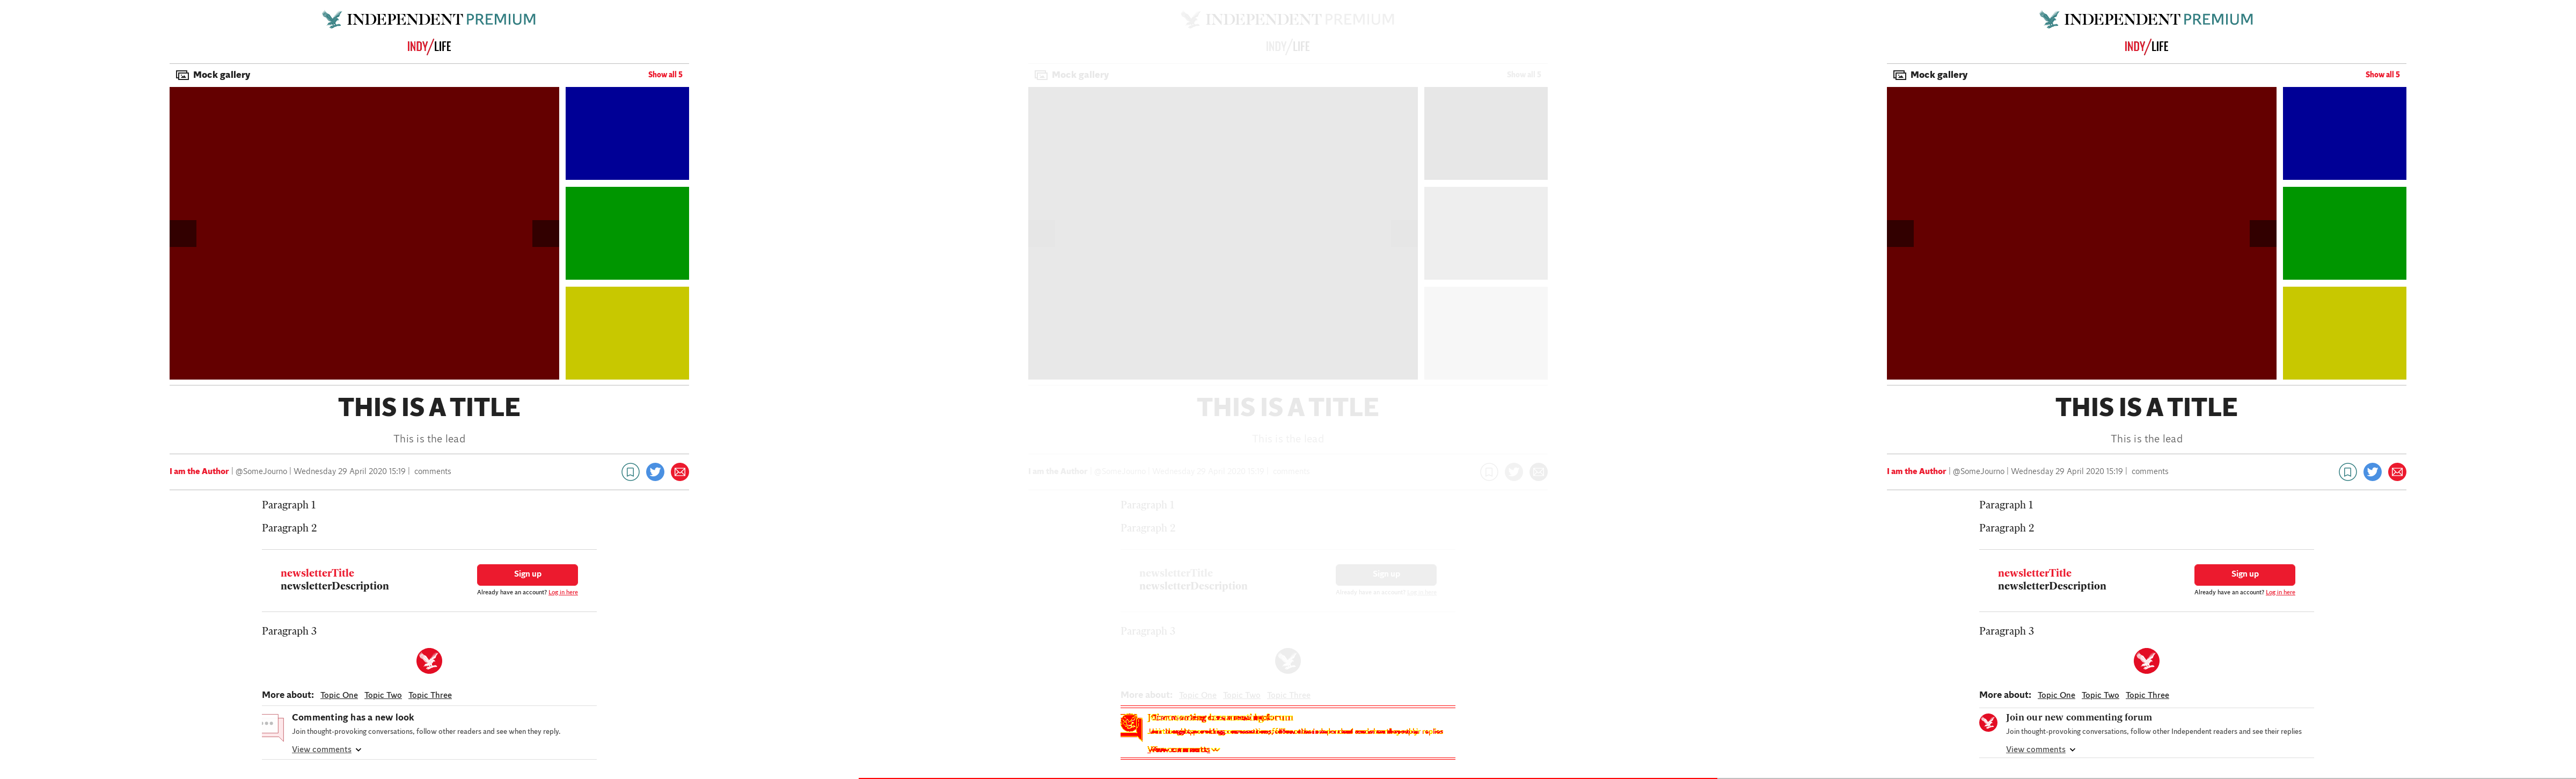 INDEPENDENT PREMIUM
INDY/LIFE
Mock gallery
Show all 5
THIS IS A TITLE
This is the lead
I am the Author | @SomeJourno | Wednesday 29 April 2020 15:19 | comments
Paragraph 1
Paragraph 2
newsletterTitle
newsletterDescription
Sign up
Already have an account? Log in here
Paragraph 3
More about: Topic One Topic Two Topic Three
Commenting has a new look
Join thought-provoking conversations, follow other readers and see when they reply.
View comments
INDEPENDENT PREMIUM
INDY/LIFE
Mock gallery
Show all 5
THIS IS A TITLE
This is the lead
I am the Author | @SomeJourno | Wednesday 29 April 2020 15:19 | comments
Paragraph 1
Paragraph 2
newsletterTitle
newsletterDescription
Sign up
Already have an account? Log in here
Paragraph 3
More about: Topic One Topic Two Topic Three
INDEPENDENT PREMIUM
INDY/LIFE
Mock gallery
Show all 5
THIS IS A TITLE
This is the lead
I am the Author | @SomeJourno | Wednesday 29 April 2020 15:19 | comments
Paragraph 1
Paragraph 2
newsletterTitle
newsletterDescription
Sign up
Already have an account? Log in here
Paragraph 3
More about: Topic One Topic Two Topic Three
Join our new commenting forum
Join thought-provoking conversations, follow other Independent readers and see their replies
View comments